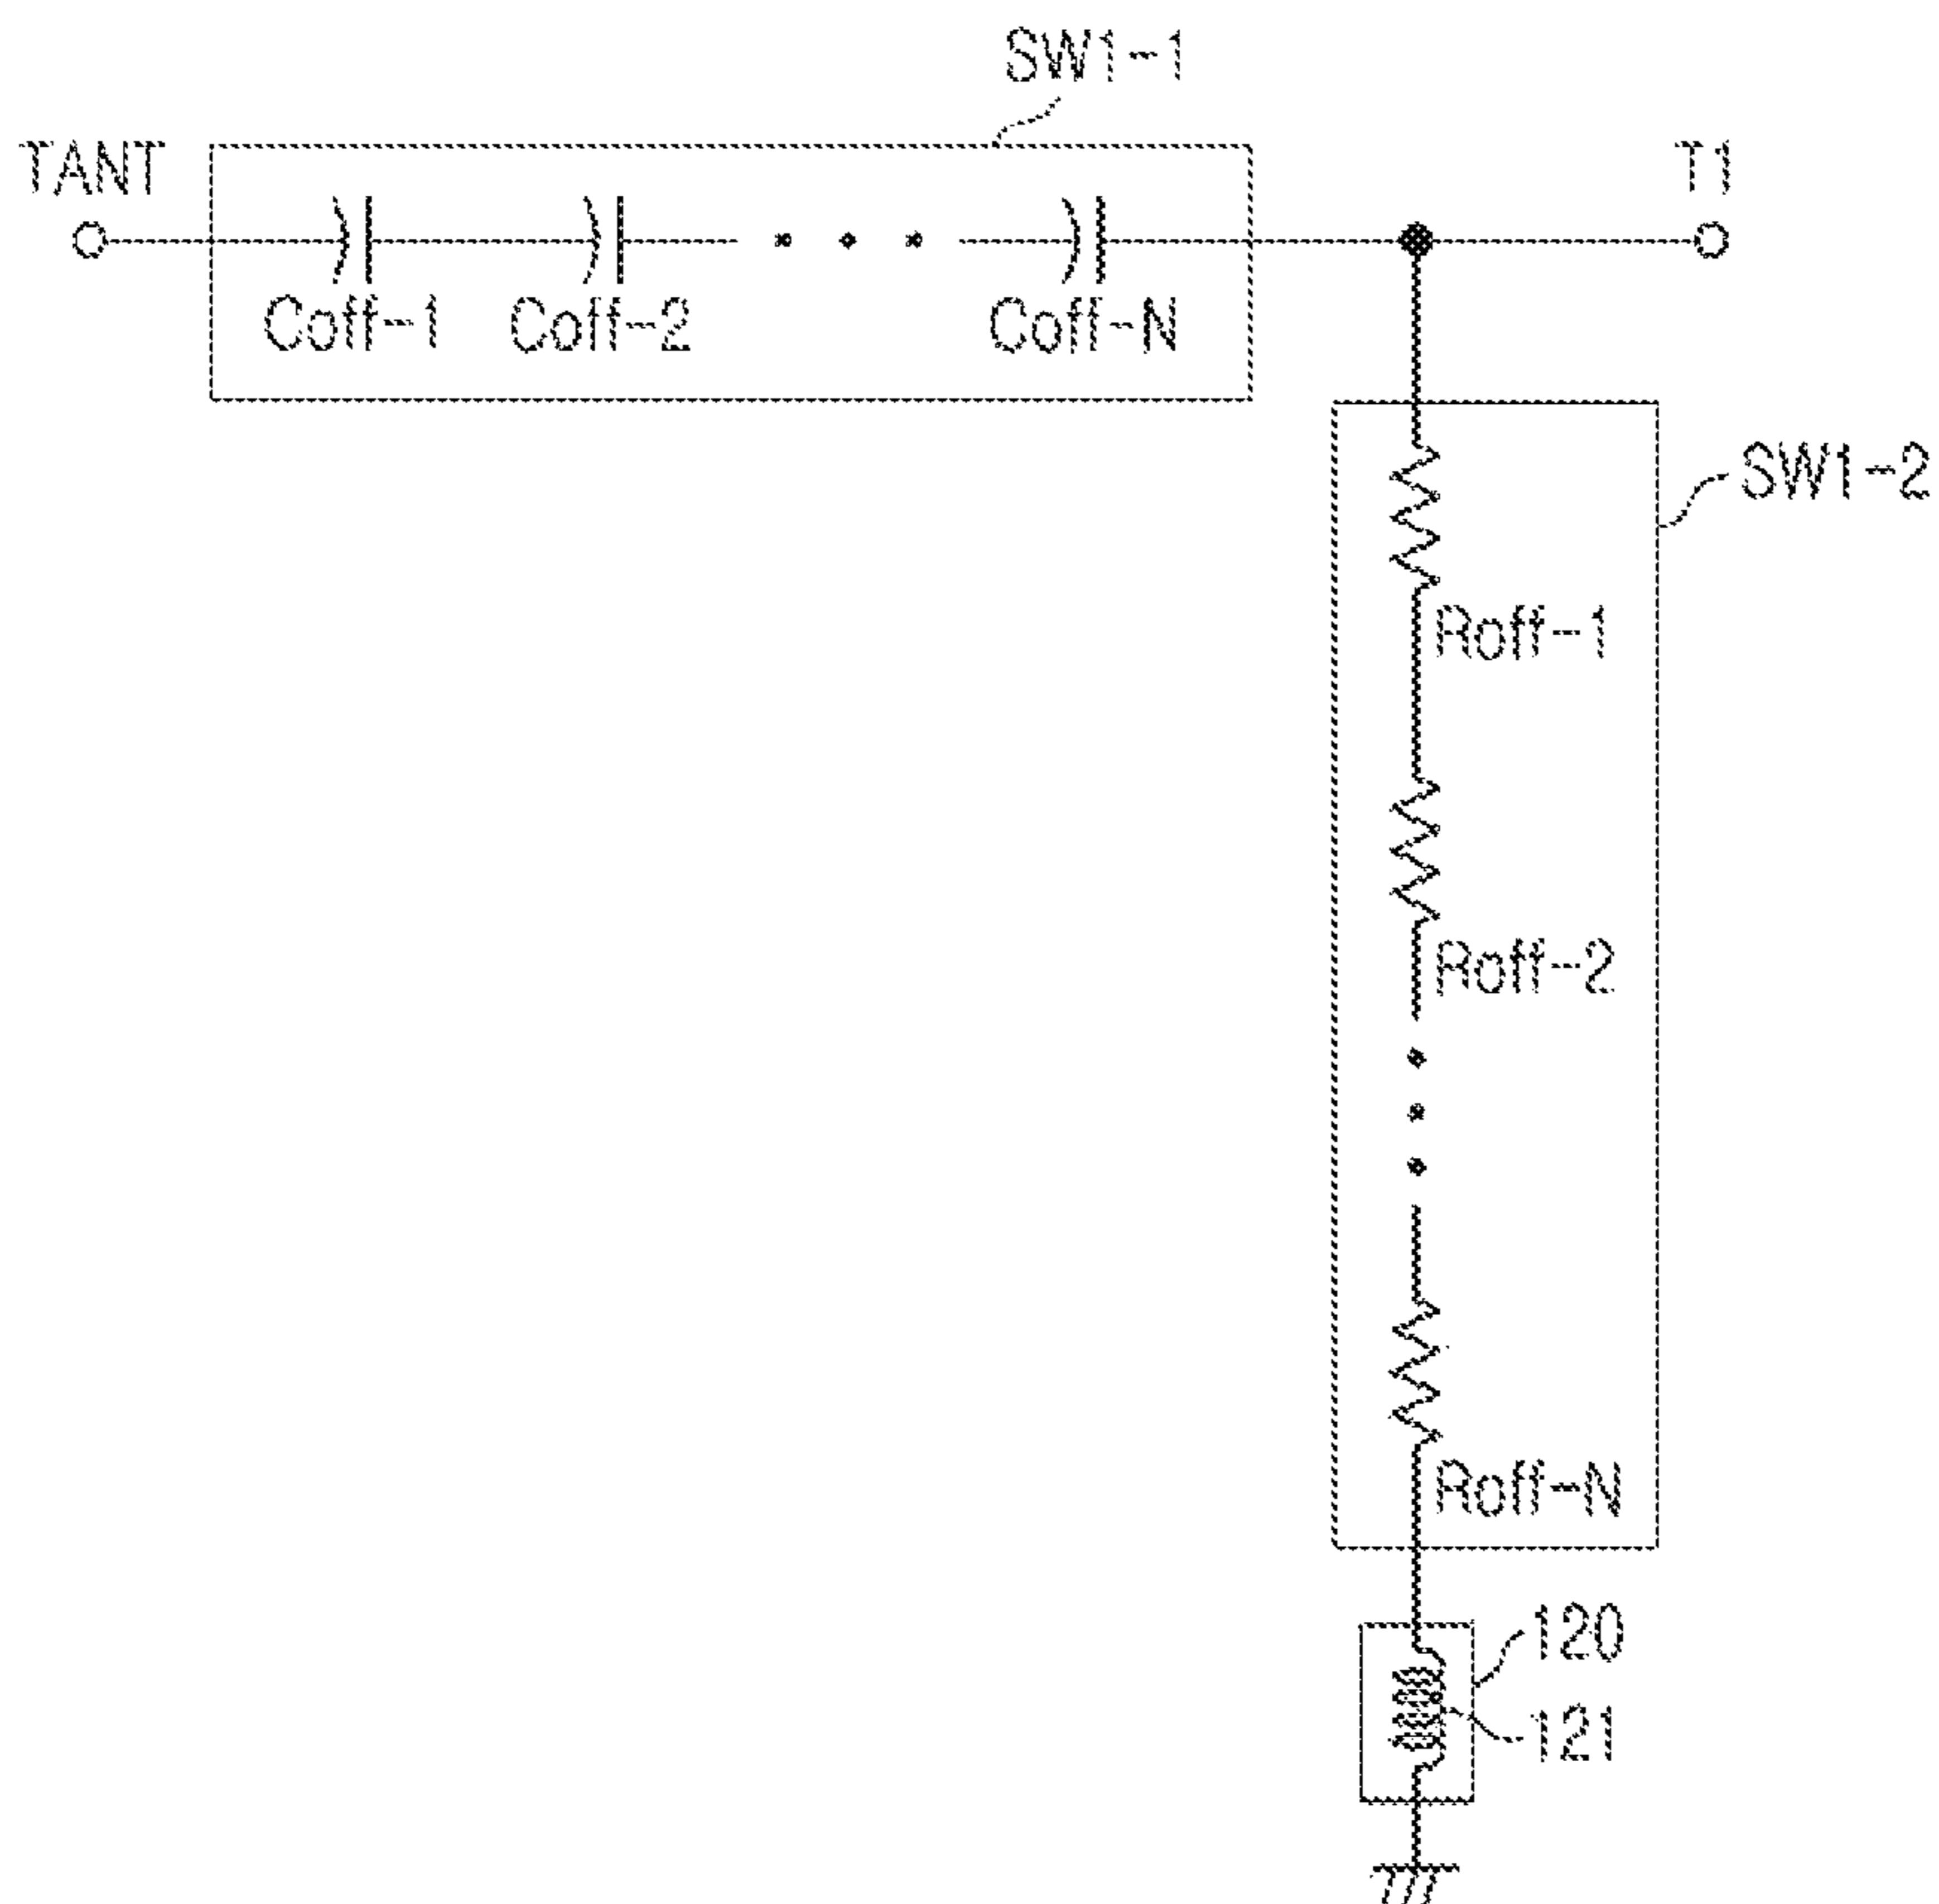 SW1-1
TANT
T1
Coff-1
Coff-2
Coff-N
SW1-2
Roff-1
Roff-2
Roff-N
120
121